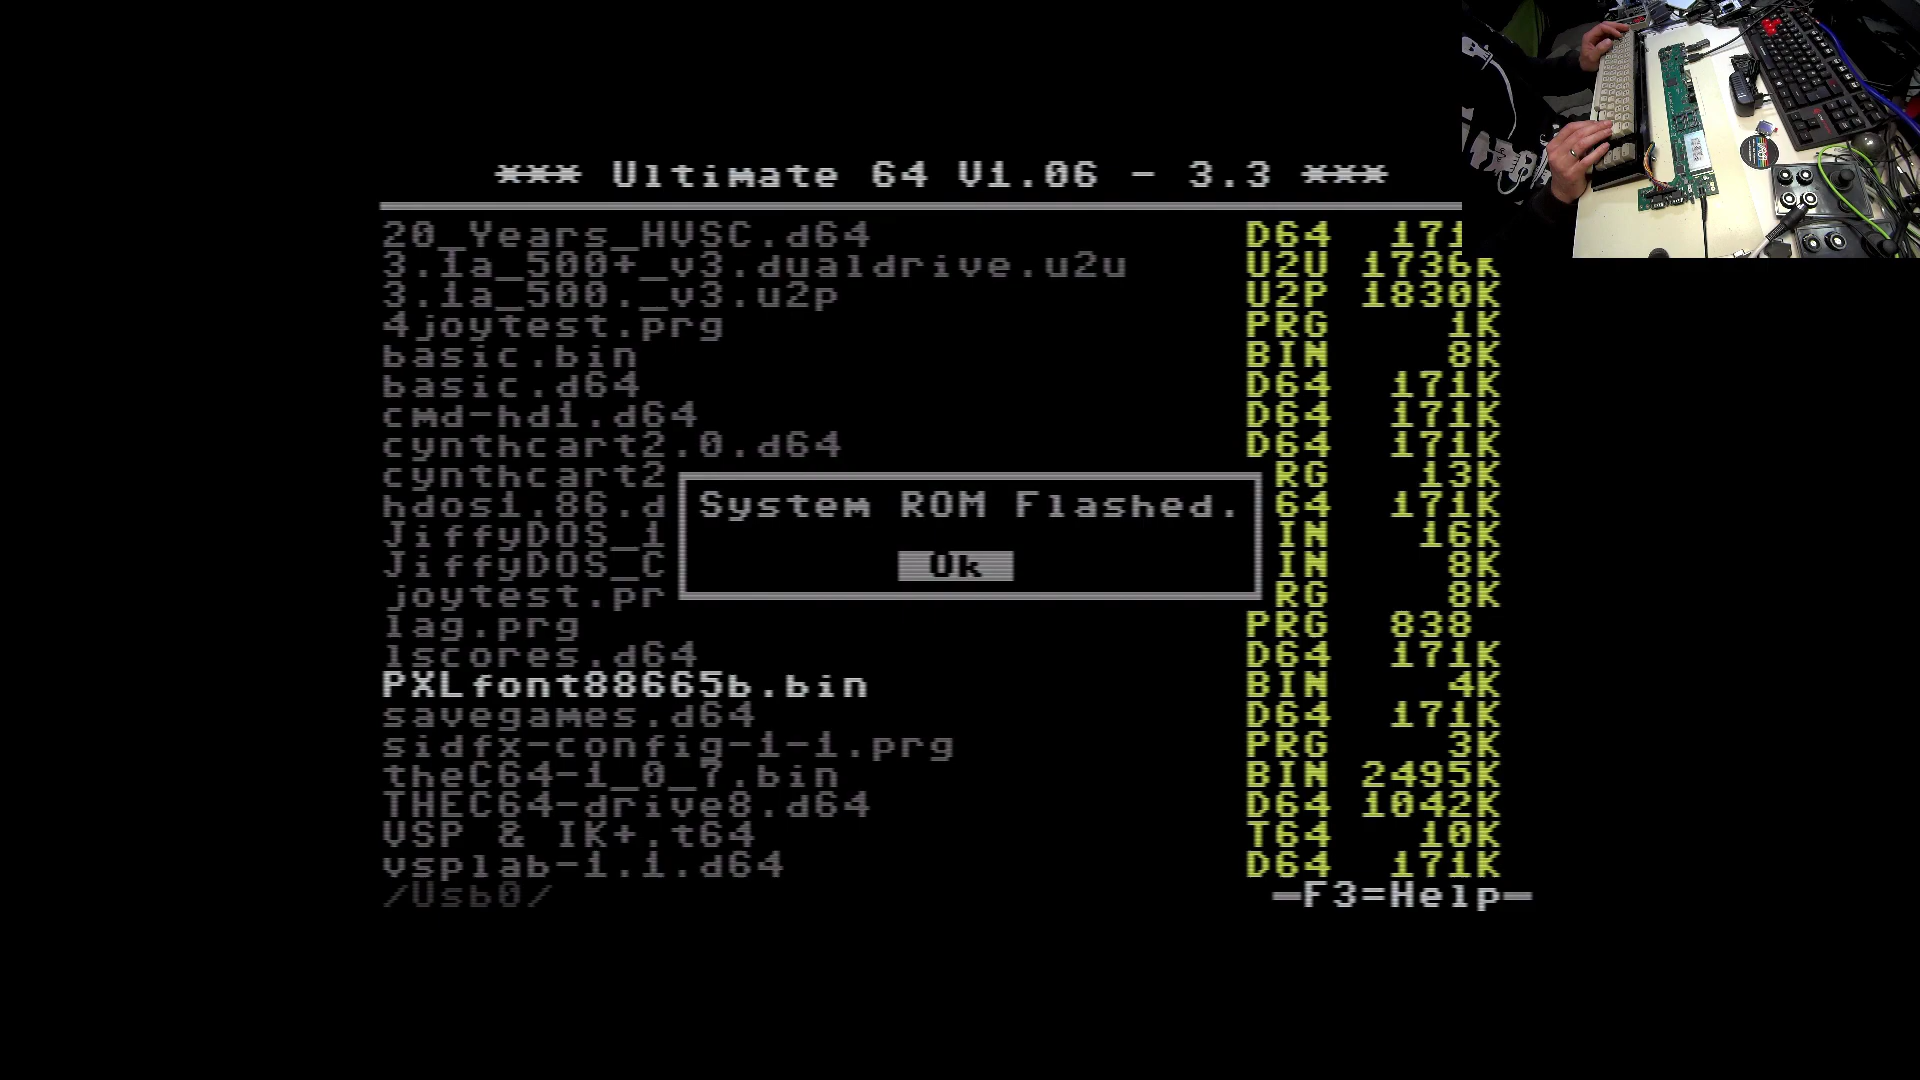 *** Ultimate 64 V1.06 - 3.3 ***
20_Years_HVSC.d64 D64 171
3.1a_500+_v3.dualdrive.u2u U2U 1736K
3.1a_500._v3.u2p U2P 1830K
4joytest.prg PRG 1K
basic.bin BIN 8K
basic.d64 D64 171K
cmd-hd1.d64 D64 171K
cynthcart2.0.d64 D64 171K
cynthcart2 RG 13K
hdos1.86.d 64 171K
System ROM Flashed.
JiffyDOS_1 IN 16K
JiffyDOS_C IN 8K
Ok
joytest.pr RG 8K
lag.prg PRG 838
lscores.d64 D64 171K
PXLfont88665b.bin BIN 4K
savegames.d64 D64 171K
sidfx-config-1-1.prg PRG 3K
theC64-1_0_7.bin BIN 2495K
THEC64-drive8.d64 D64 1042K
VSP & IK+.t64 T64 10K
vsplab-1.1.d64 D64 171K
/Usb0/ F3=Help